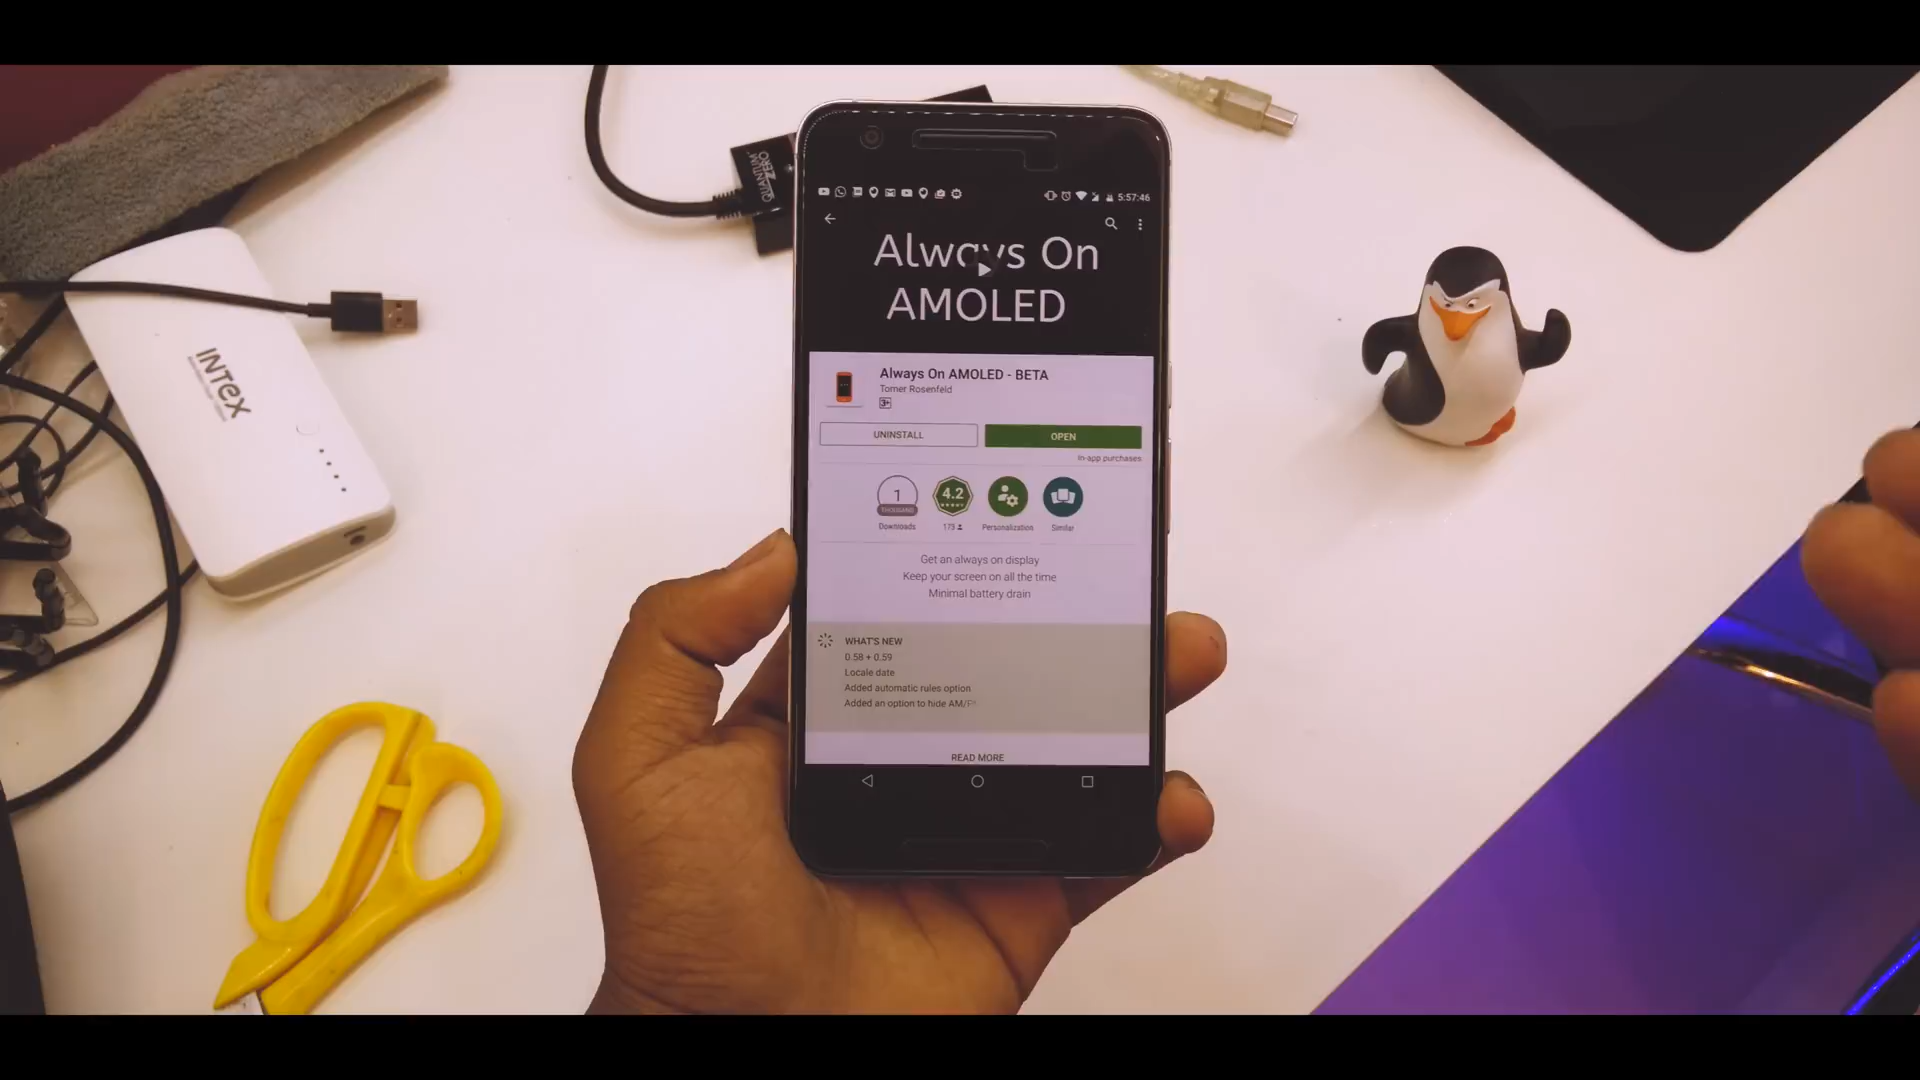 QUANTUM
ZERO
5:57:46
Always On
AMOLED
INTEX
Always On AMOLED - BETA
Tomer Rosenfeld
3+
UNINSTALL
OPEN
In-app purchases
1
THOUSAND
4.2
Downloads
173
Personalization
Similar
Get an always on display
Keep your screen on all the time
Minimal battery drain
WHAT'S NEW
0.58 + 0.59
Locale date
Added automatic rules option
Added an option to hide AM/P
READ MORE